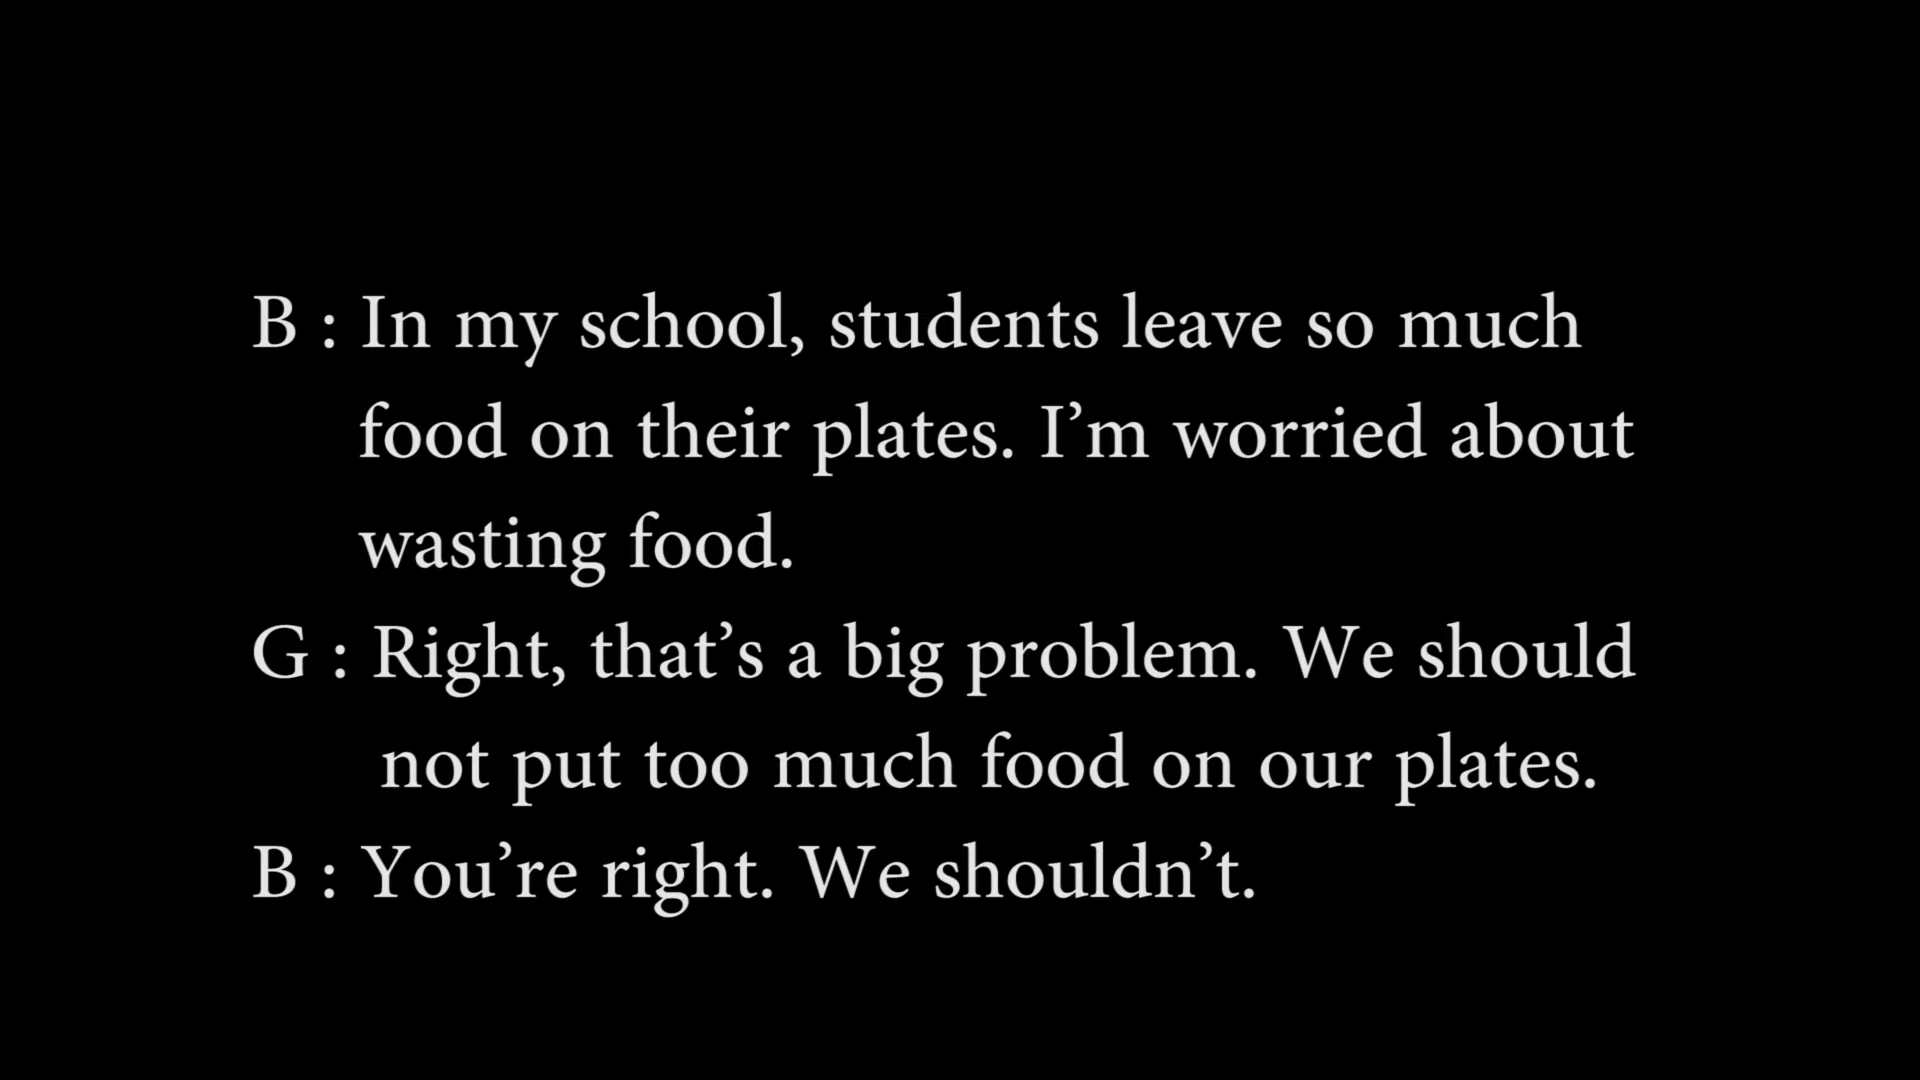 B : In my school, students leave so much
food on their plates. I’m worried about
wasting food.
G : Right, that’s a big problem. We should
not put too much food on our plates.
B : You’re right. We shouldn’t.